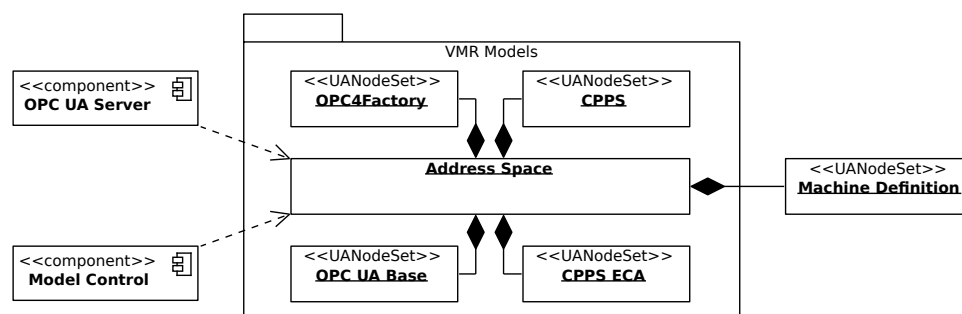 VMR Models
<<component>>
OPC UA Server
<<UANodeSet>>
OPC4Factory
<<UANodeSet>>
CPPS
Address Space
<<UANodeSet>>
Machine Definition
<<component>>
Model Control
<<UANodeSet>>
OPC UA Base
<<UANodeSet>>
CPPS ECA